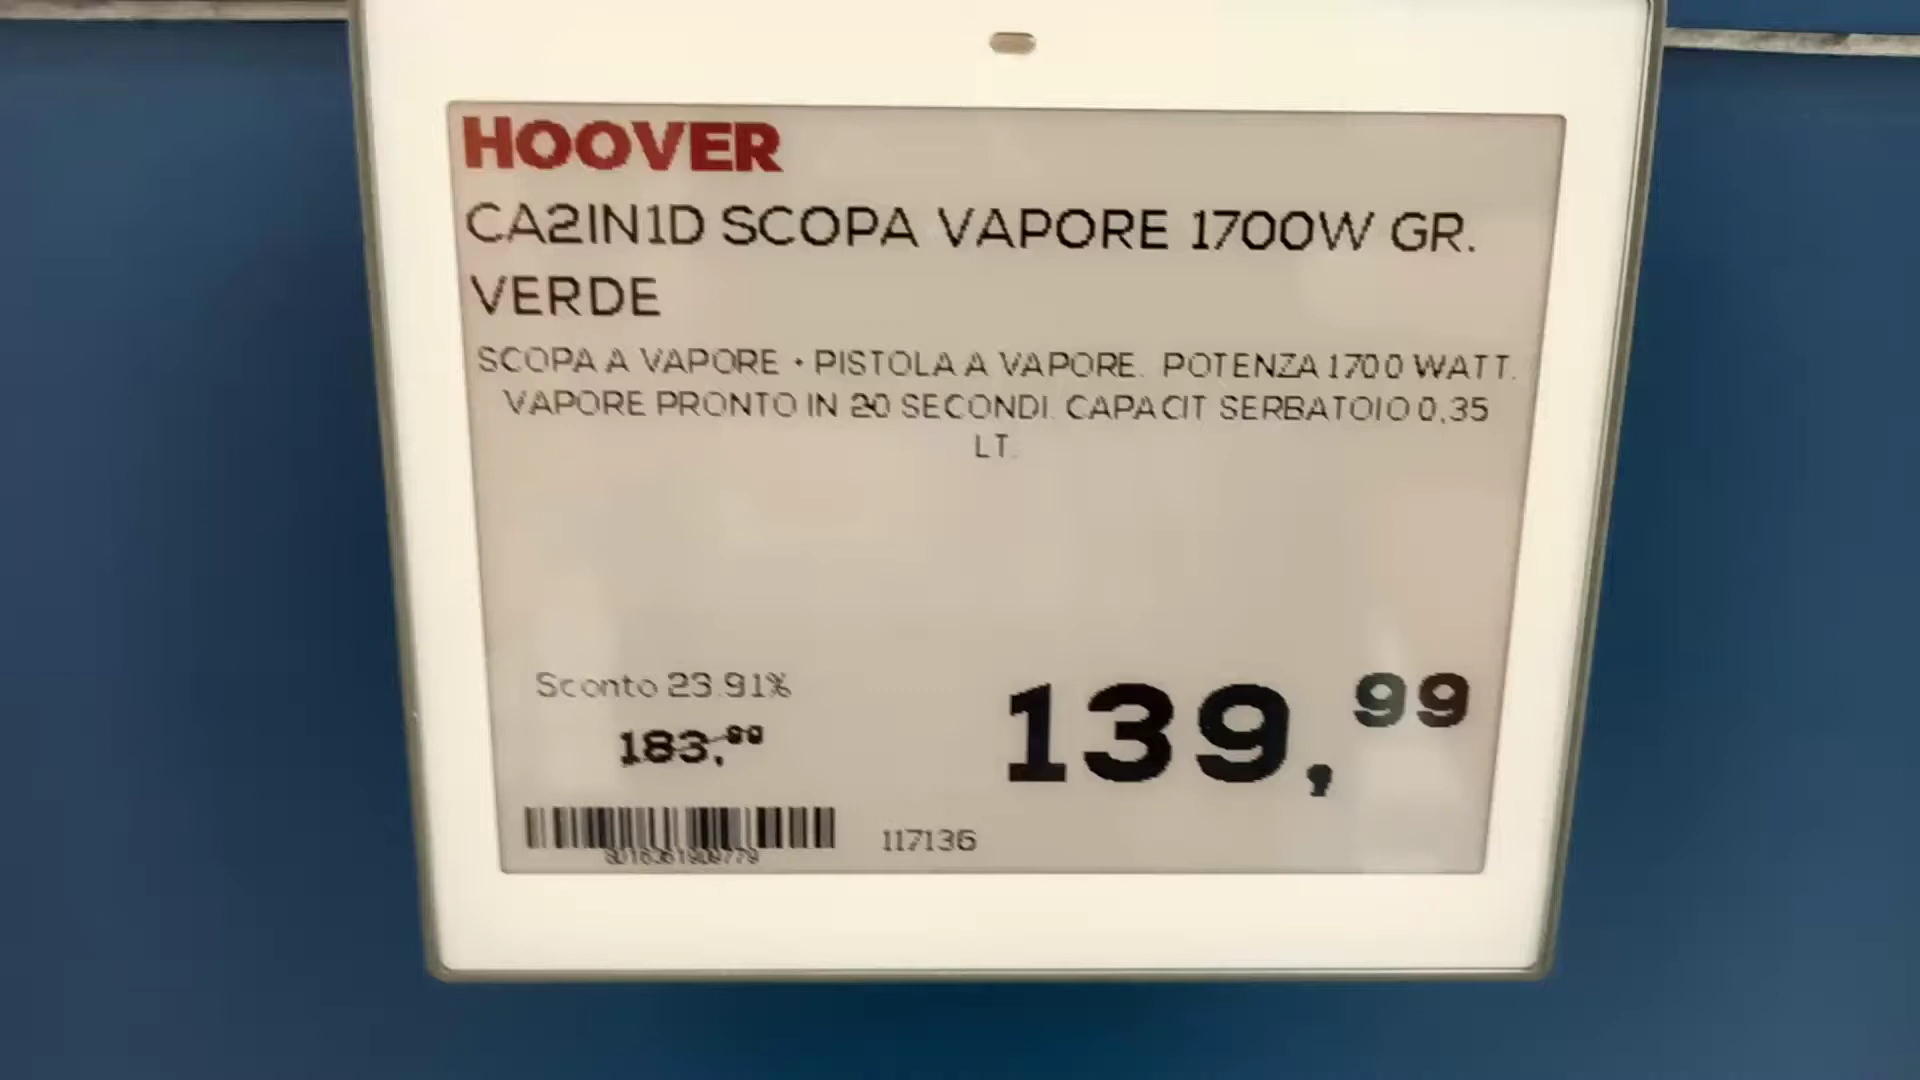 HOOVER
CA2IN1D SCOPA VAPORE 1700W GR.
VERDE
SCOPA A VAPORE + PISTOLA A VAPORE. POTENZA 1700 WATT.
VAPORE PRONTO IN 20 SECONDI. CAPACIT SERBATOIO 0,35
LT.
Sconto 23.91%
183,99
139,99
117136